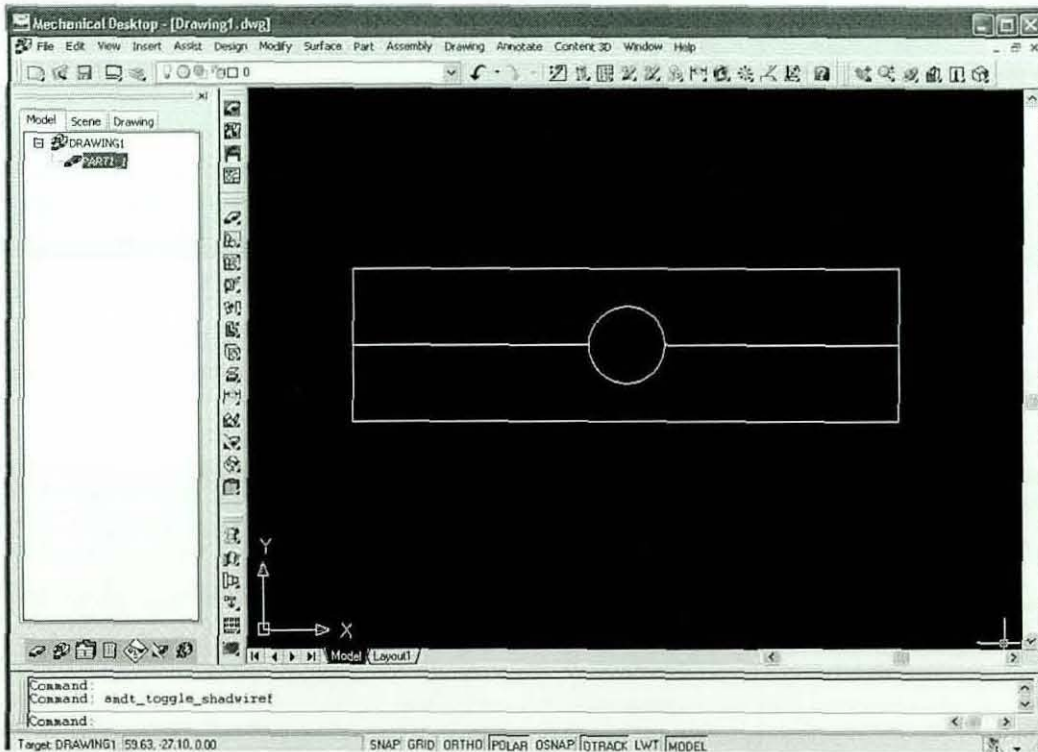 Mechanical Desktop - [Drawing1.dwg]
File Edit View Insert Assist Design Modify Surface Part Assembly Drawing Annotate Content 3D Window Help
0
Model Scene Drawing
DRAWING1
PART1_1
Y
X
Model Layout1
Command:
Command: amdt_toggle_shadwiref
Command:
Target: DRAWING1 59.63, -27.10, 0.00 SNAP GRID ORTHO POLAR OSNAP OTRACK LWT MODEL